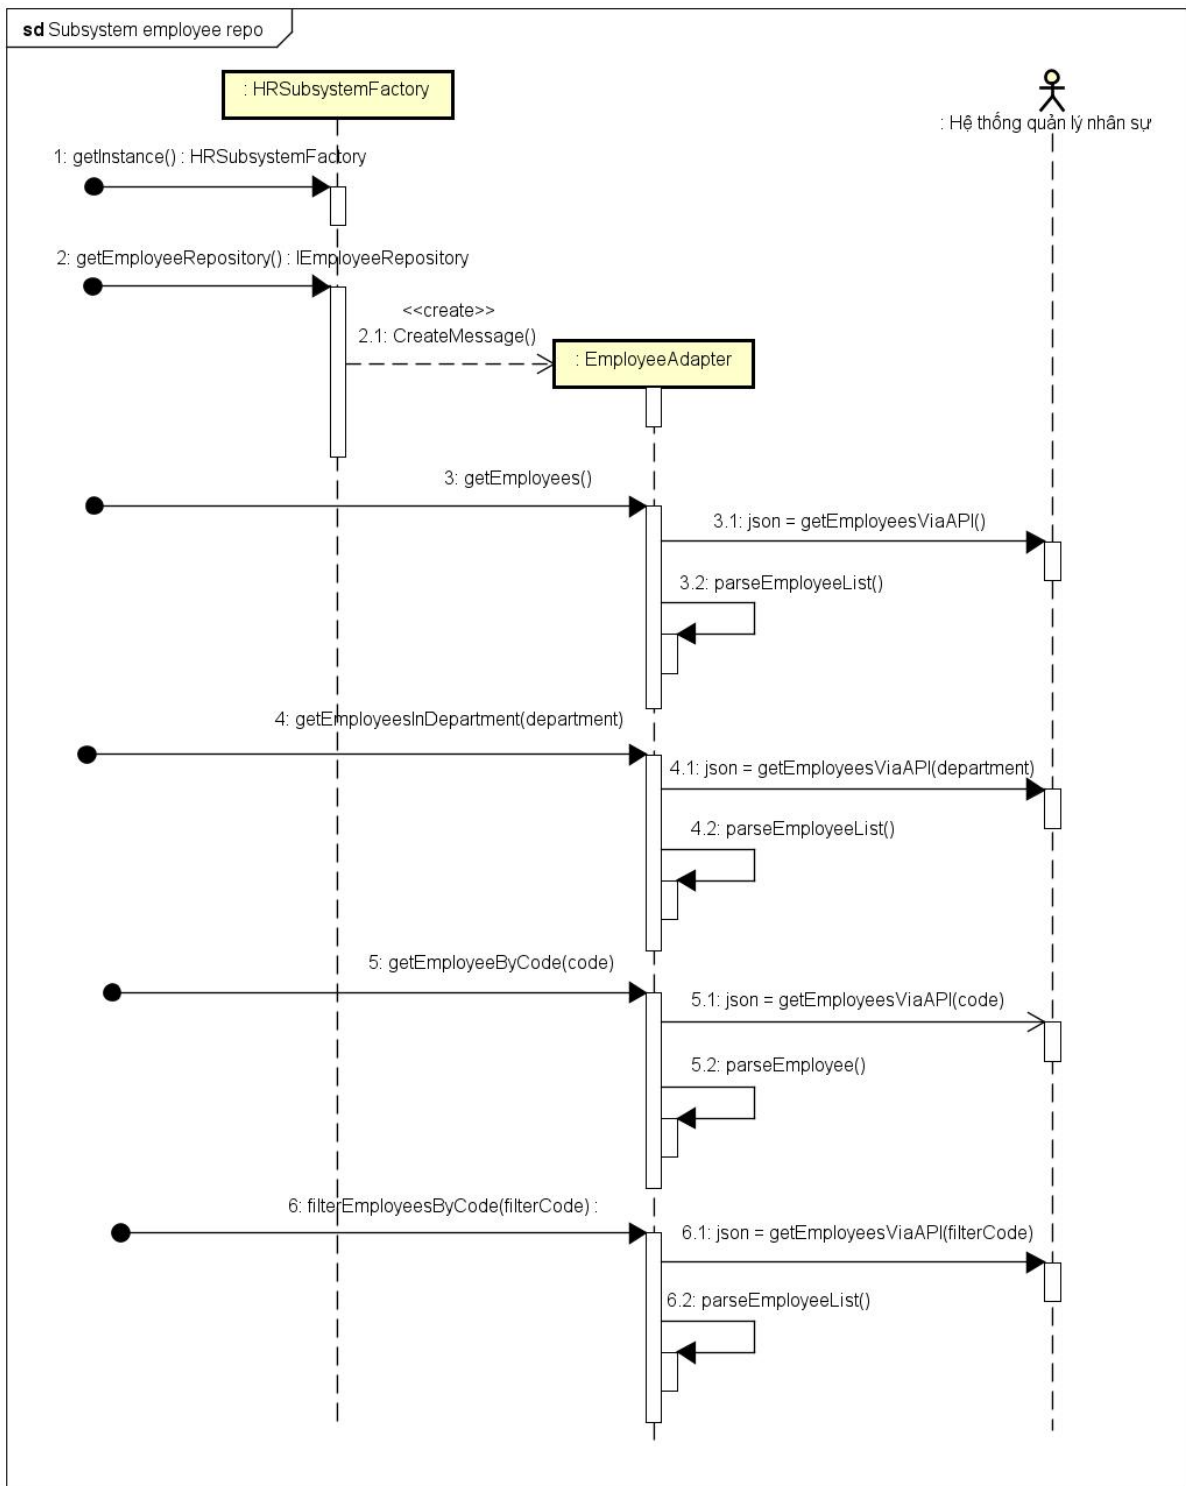 sd Subsystem employee repo
: HRSubsystemFactory
: Hệ thống quản lý nhân sự
1: getInstance() : HRSubsystemFactory
2: getEmployeeRepository() : IEmployeeRepository
<<create>>
2.1: CreateMessage()
: EmployeeAdapter
3: getEmployees()
3.1: json = getEmployeesViaAPI()
3.2: parseEmployeeList()
4: getEmployeesInDepartment(department)
4.1: json = getEmployeesViaAPI(department)
4.2: parseEmployeeList()
5: getEmployeeByCode(code)
5.1: json = getEmployeesViaAPI(code)
5.2: parseEmployee()
6: filterEmployeesByCode(filterCode) :
6.1: json = getEmployeesViaAPI(filterCode)
6.2: parseEmployeeList()